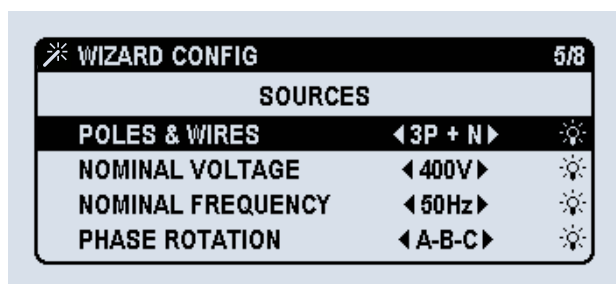 WIZARD CONFIG 5/8
SOURCES
POLES & WIRES 3P + N
NOMINAL VOLTAGE 400V
NOMINAL FREQUENCY 50Hz
PHASE ROTATION A-B-C